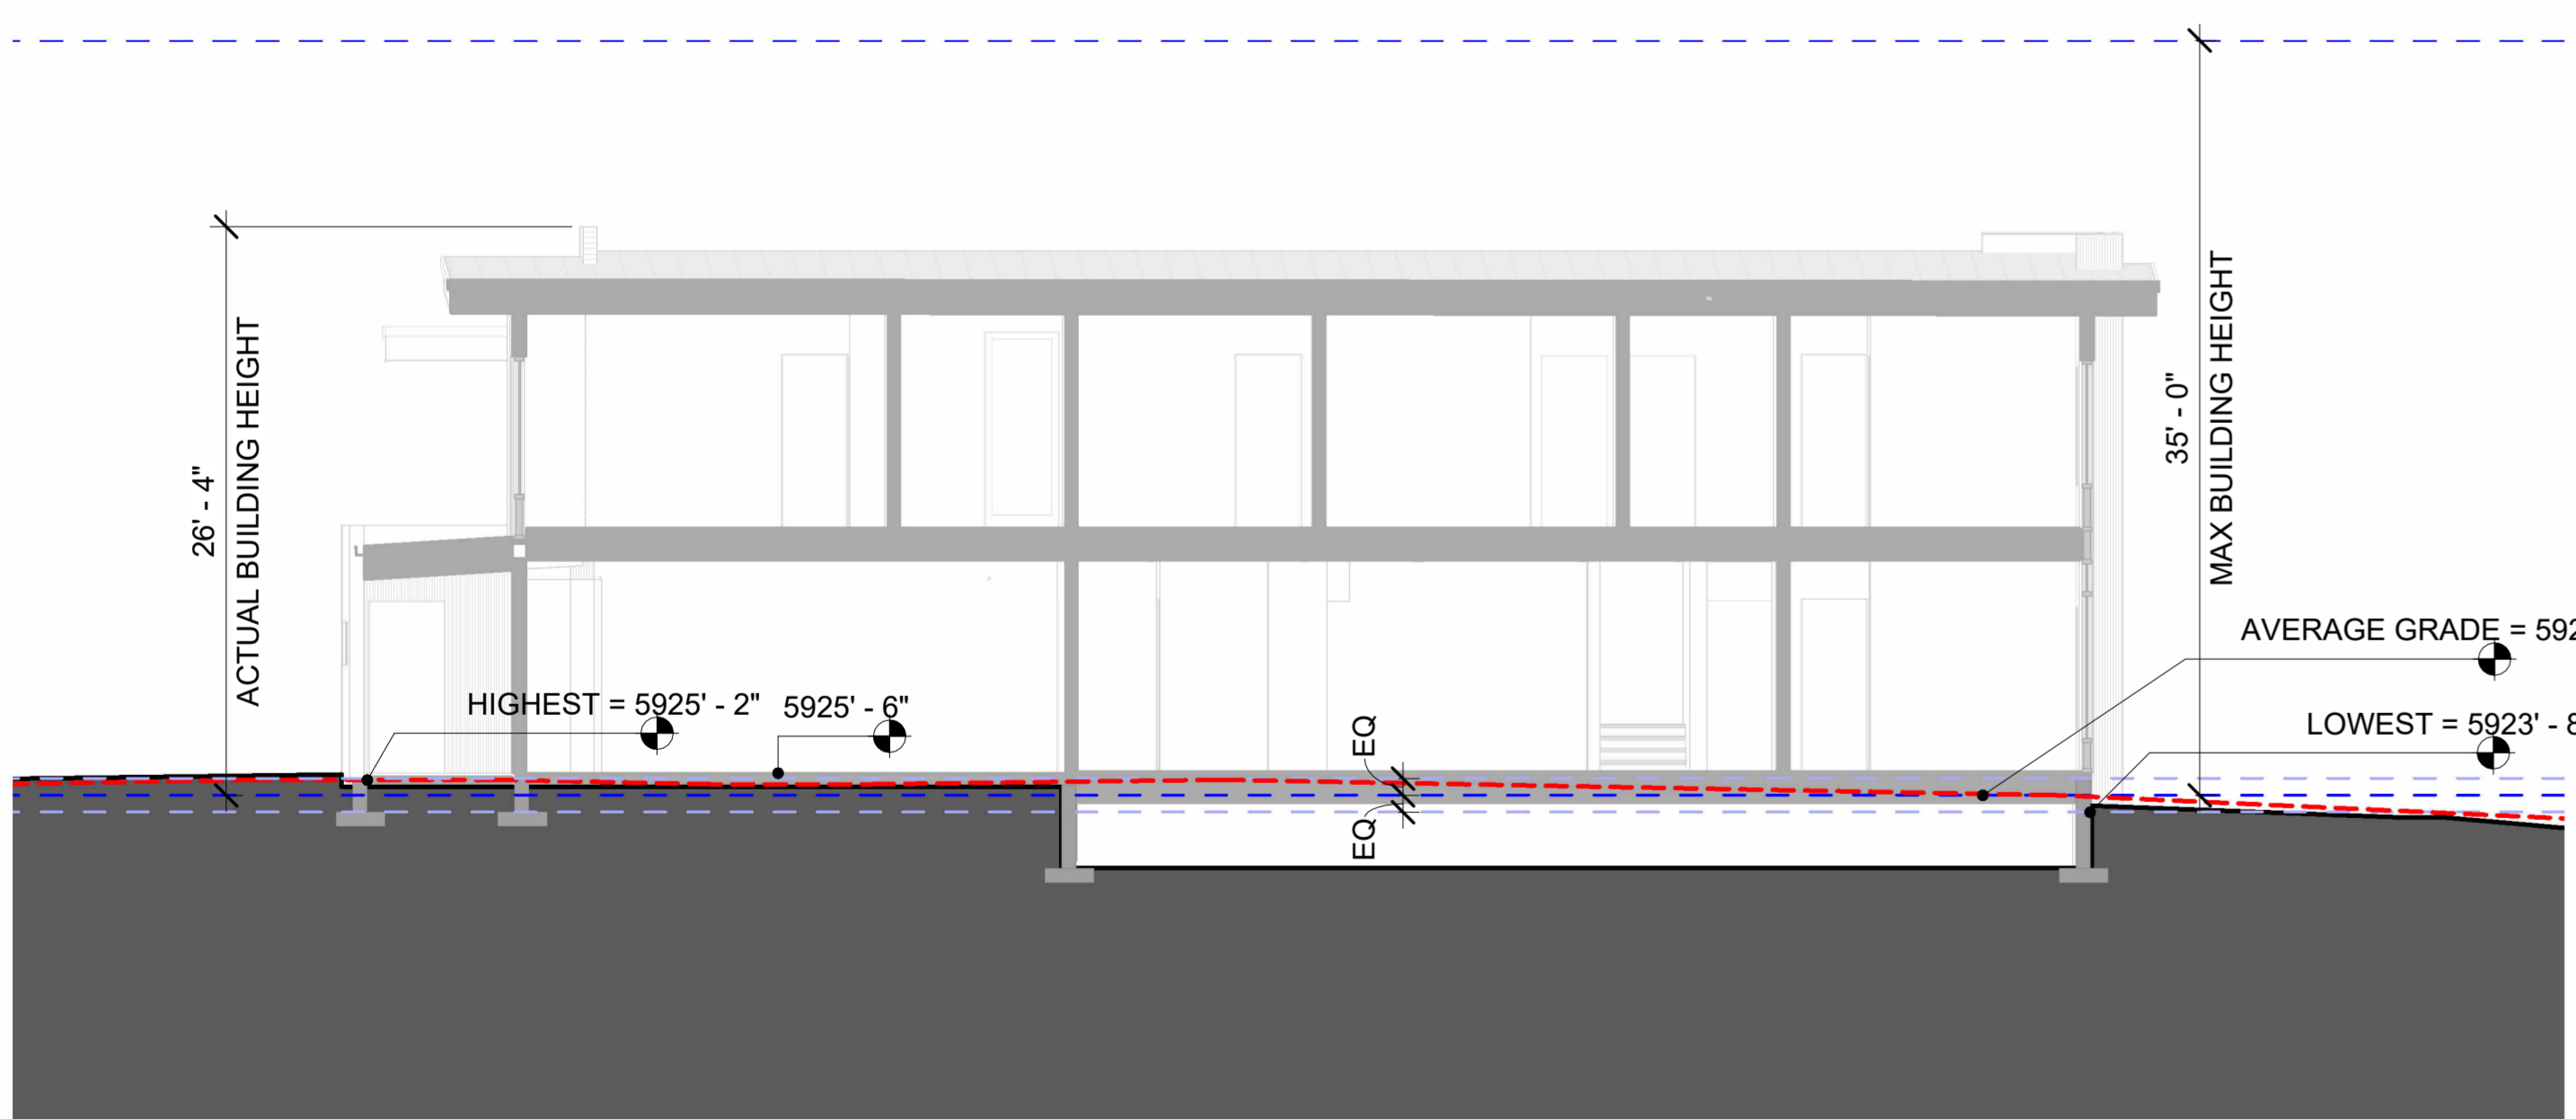 26' - 4"
ACTUAL BUILDING HEIGHT
35' - 0"
MAX BUILDING HEIGHT
AVERAGE GRADE = 592
HIGHEST = 5925' - 2"
5925' - 6"
EQ
LOWEST = 5923' - 8
EQ